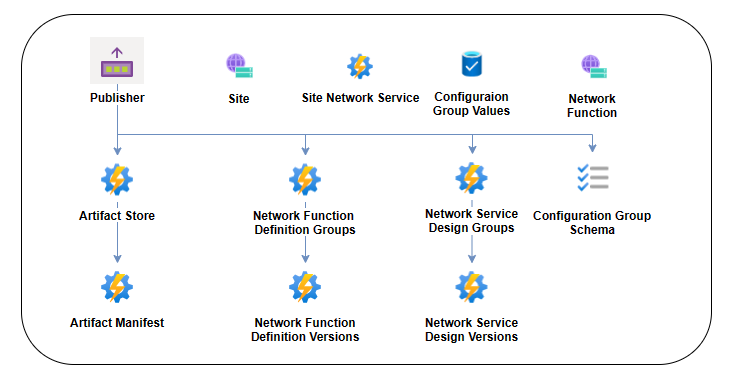 Publisher
Site
Site Network Service
Configuraion
Group Values
Network
Function
Artifact Store
Network Function
Definition Groups
Network Service
Design Groups
Configuration Group
Schema
Artifact Manifest
Network Function
Definition Versions
Network Service
Design Versions